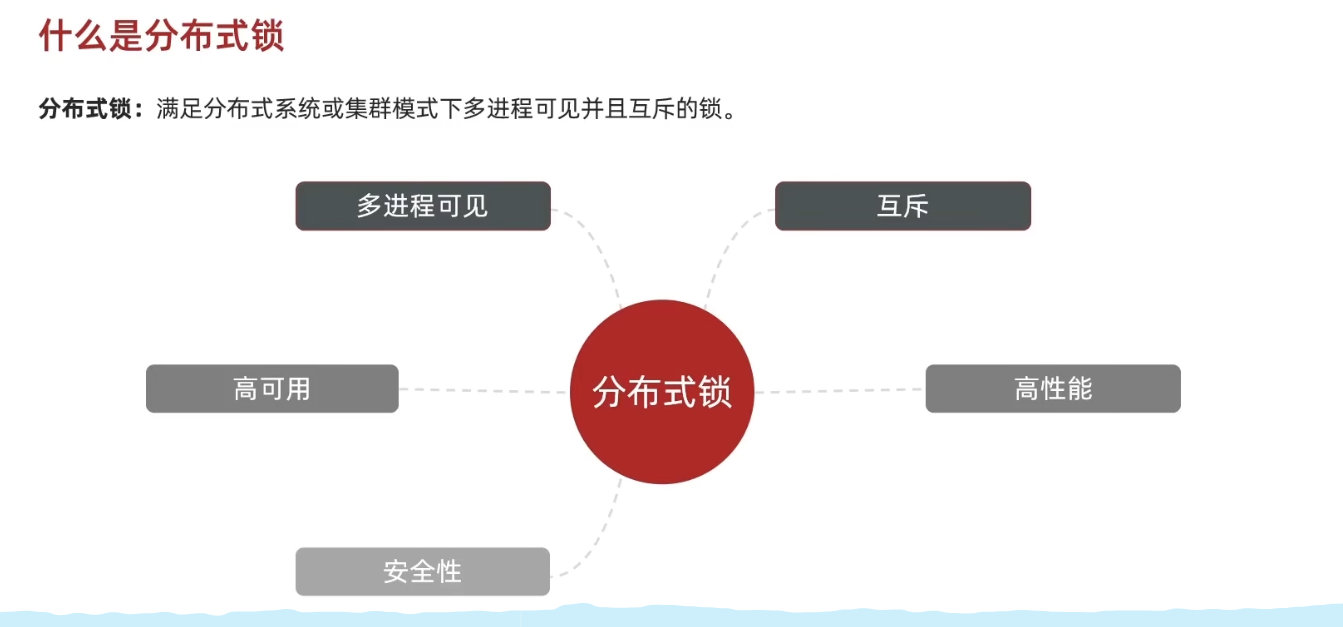 什么是分布式锁
分布式锁：满足分布式系统或集群模式下多进程可见并且互斥的锁。
多进程可见
互斥
高可用
分布式锁
高性能
安全性